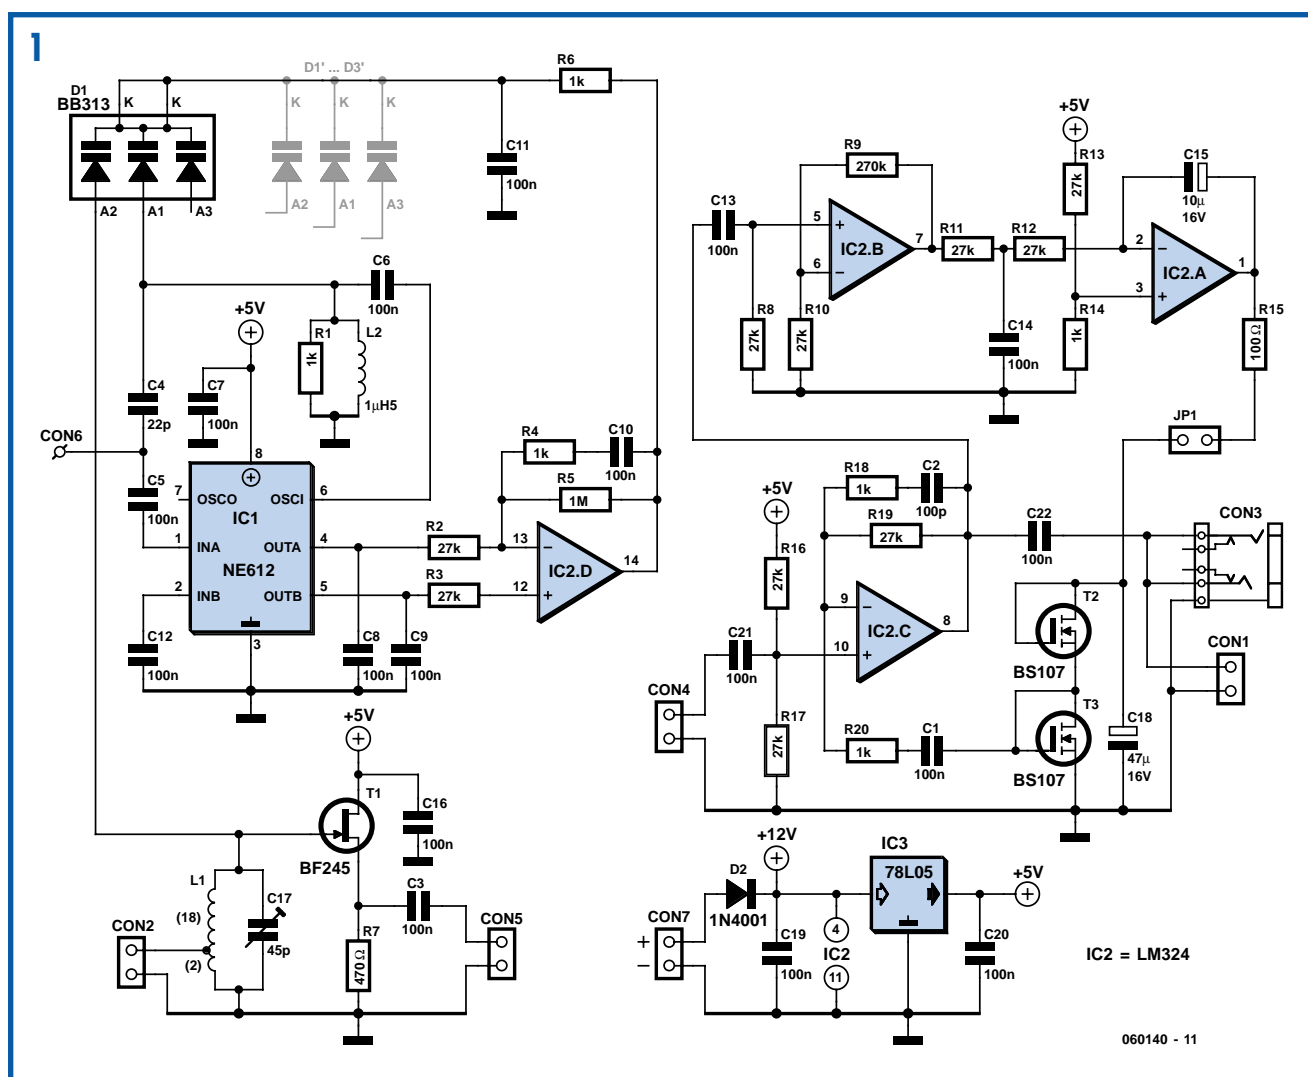 1
D1
BB313
K
K
A2
A1
A3
D1' ... D3'
K
K
K
A2
A1
A3
R6
1k
C11
100n
C6
100n
+5V
R1
1k
L2
1µH5
C4
22p
C7
100n
CON6
C5
100n
8
7
OSCO
OSCI
6
IC1
1
INA
OUTA
4
NE612
2
INB
OUTB
5
3
C12
100n
C8
100n
C9
100n
R2
27k
R3
27k
R4
1k
C10
100n
R5
1M
13
–
12
+
IC2.D
14
+5V
T1
BF245
C16
100n
L1
(18)
(2)
C17
45p
CON2
C3
100n
R7
470Ω
CON5
C13
100n
R9
270k
5
+
6
–
IC2.B
7
R8
27k
R10
27k
R11
27k
R12
27k
C14
100n
+5V
R13
27k
R14
1k
C15
10µ
16V
2
–
3
+
IC2.A
1
R15
100Ω
JP1
R18
1k
C2
100p
R19
27k
+5V
R16
27k
9
–
10
+
IC2.C
8
C22
100n
CON3
CON1
T2
BS107
T3
BS107
C21
100n
CON4
R17
27k
R20
1k
C1
100n
C18
47µ
16V
+12V
D2
1N4001
CON7
+
–
C19
100n
4
IC2
11
IC3
78L05
+5V
C20
100n
IC2 = LM324
060140 - 11